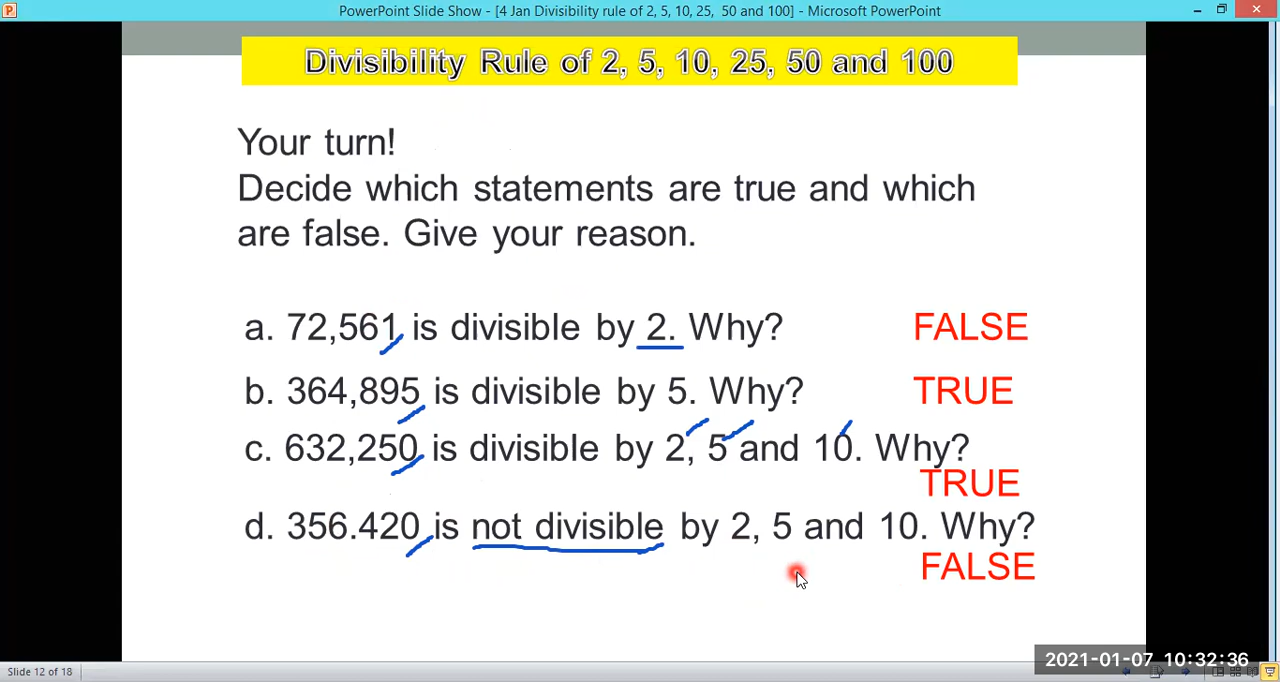 PowerPoint Slide Show - [4 Jan Divisibility rule of 2, 5, 10, 25,  50 and 100] - Microsoft PowerPoint
Divisibility Rule of 2, 5, 10, 25, 50 and 100
Your turn!
Decide which statements are true and which
are false. Give your reason.
a. 72,561 is divisible by 2. Why? FALSE
b. 364,895 is divisible by 5. Why? TRUE
c. 632,250 is divisible by 2, 5 and 10. Why?
TRUE
d. 356.420 is not divisible by 2, 5 and 10. Why?
FALSE
2021-01-07 10:32:36
Slide 12 of 18